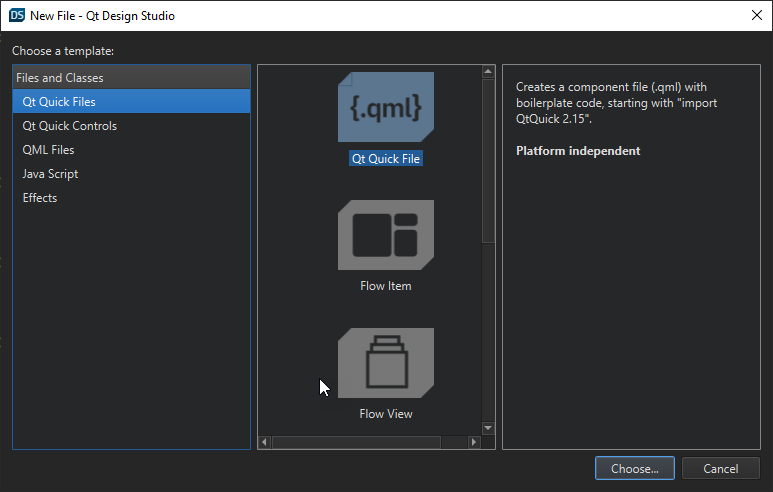 DS New File - Qt Design Studio
Choose a template:
Files and Classes
Qt Quick Files
Qt Quick Controls
QML Files
Java Script
Effects
{.qml}
Qt Quick File
Flow Item
Flow View
Creates a component file (.qml) with
boilerplate code, starting with "import
QtQuick 2.15".
Platform independent
Choose...
Cancel